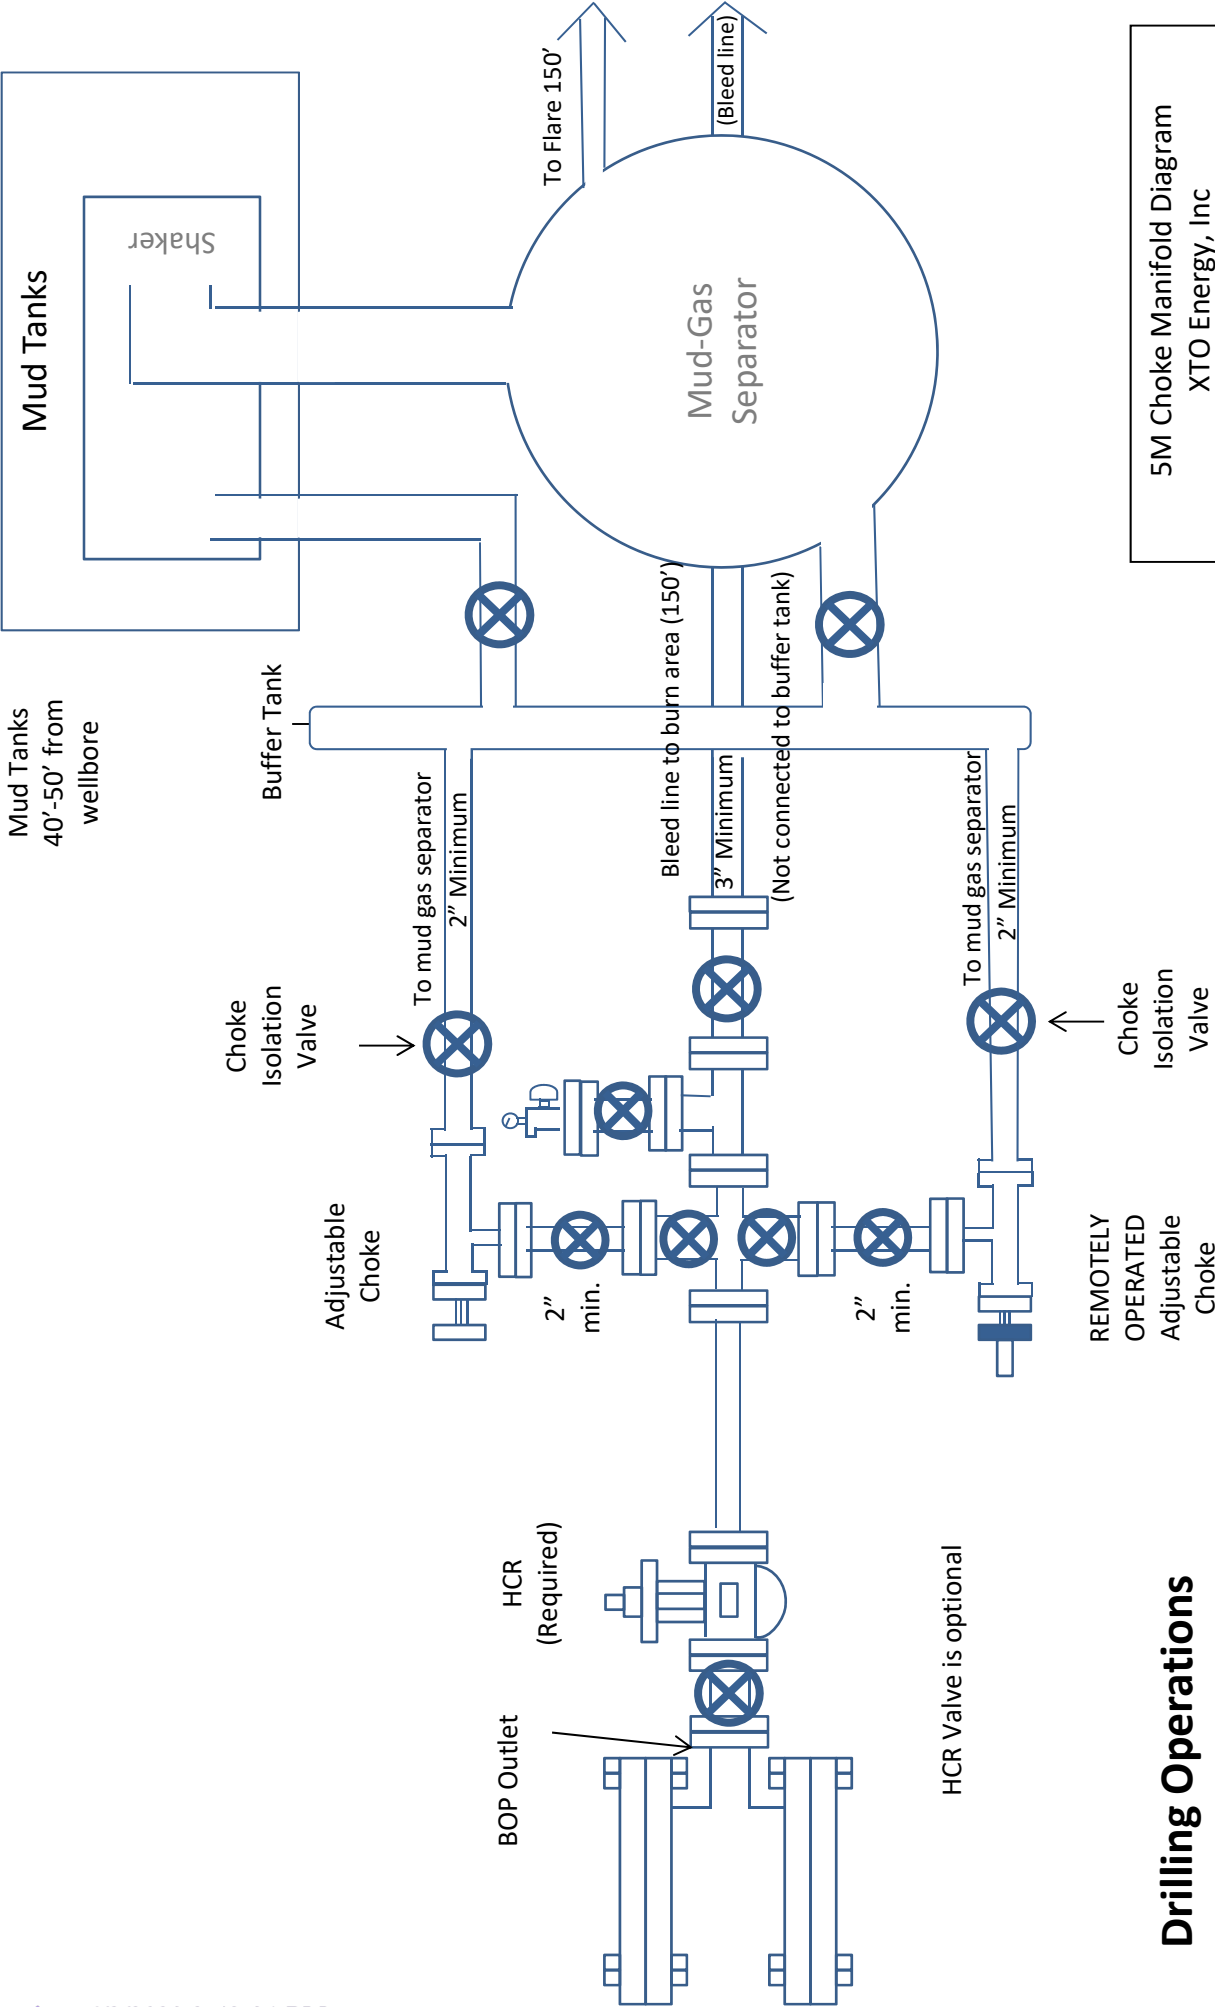 Mud Tanks
40’-50’ from
wellbore
Mud Tanks
Shaker
Choke
Isolation
Valve
Buffer Tank
Adjustable
Choke
To mud gas separator
2” Minimum
To Flare 150’
HCR
(Required)
BOP Outlet
2”
min.
Bleed line to burn area (150’)
3” Minimum
(Not connected to buffer tank)
Mud-Gas
Separator
(Bleed line)
2”
min.
HCR Valve is optional
To mud gas separator
2” Minimum
REMOTELY
OPERATED
Adjustable
Choke
Choke
Isolation
Valve
Drilling Operations
5M Choke Manifold Diagram
XTO Energy, Inc